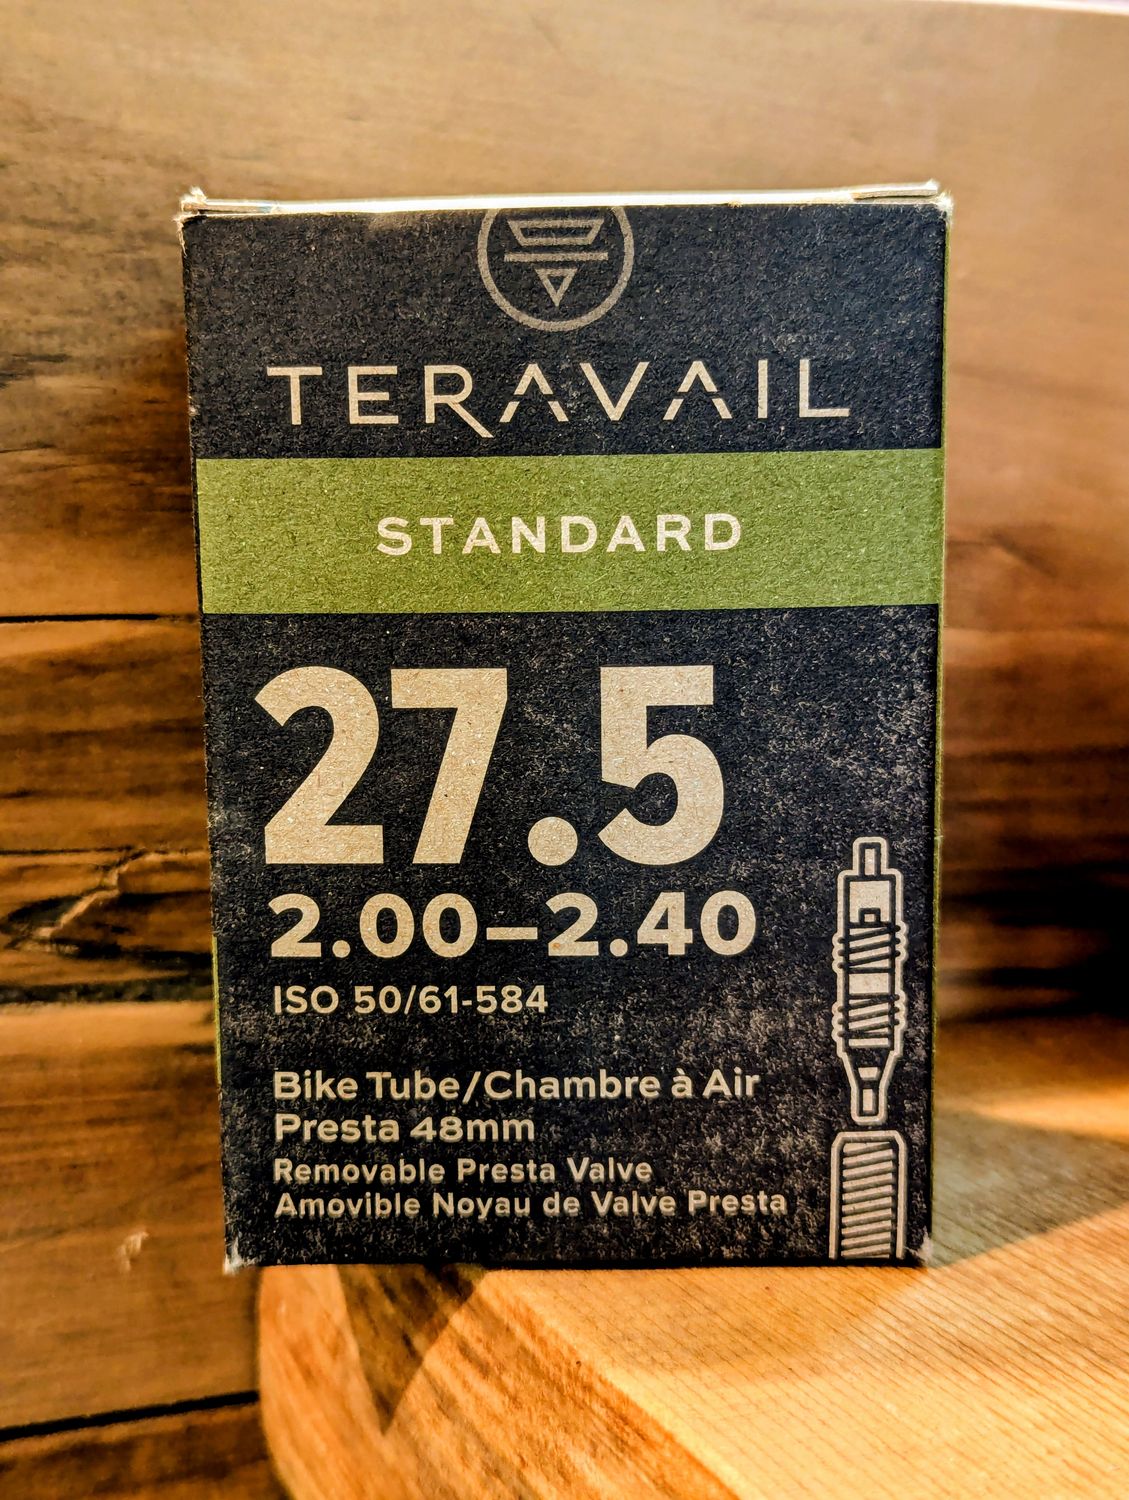 TERAVAIL
STANDARD
27.5
2.00–2.40
ISO 50/61-584
Bike Tube/Chambre à Air
Presta 48mm
Removable Presta Valve
Amovible Noyau de Valve Presta